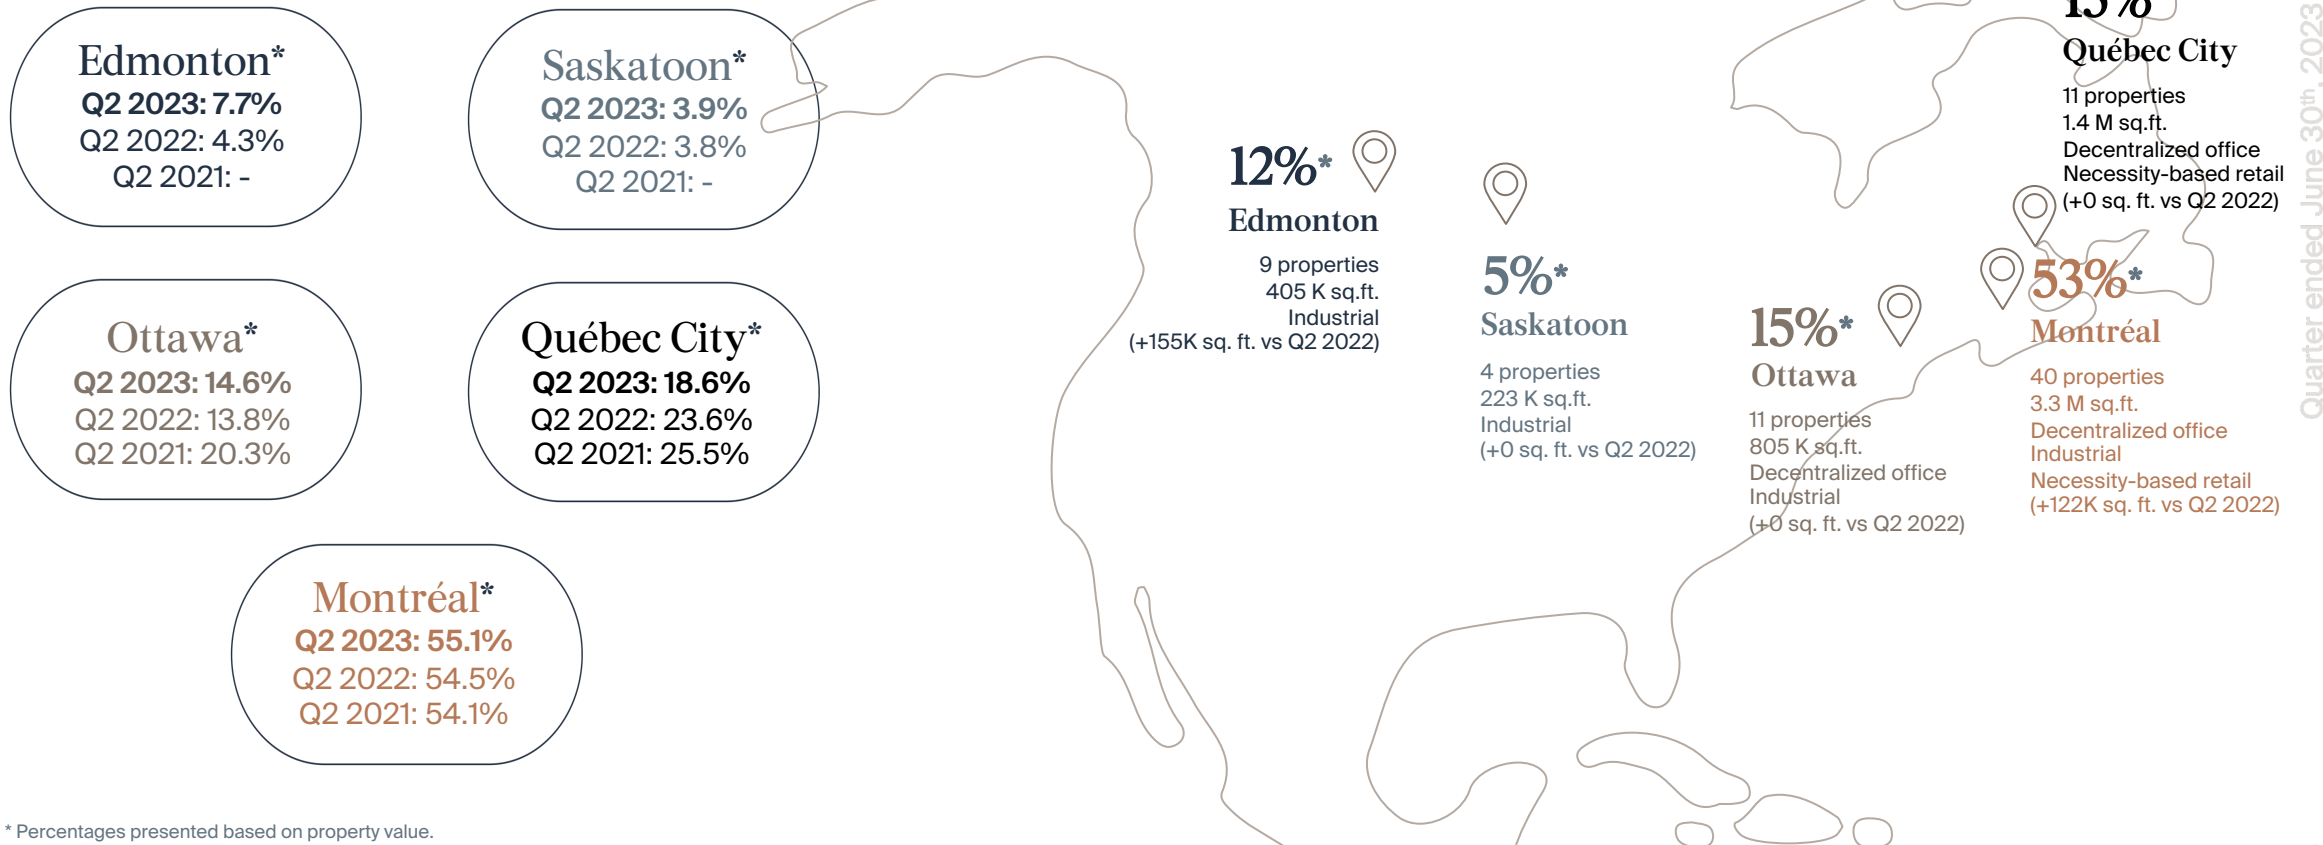 Edmonton*
Q2 2023: 7.7%
Q2 2022: 4.3%
Q2 2021: -
Saskatoon*
Q2 2023: 3.9%
Q2 2022: 3.8%
Q2 2021: -
Ottawa*
Q2 2023: 14.6%
Q2 2022: 13.8%
Q2 2021: 20.3%
Québec City*
Q2 2023: 18.6%
Q2 2022: 23.6%
Q2 2021: 25.5%
Montréal*
Q2 2023: 55.1%
Q2 2022: 54.5%
Q2 2021: 54.1%
* Percentages presented based on property value.
12%*
Edmonton
9 properties
405 K sq.ft.
Industrial
(+155K sq. ft. vs Q2 2022)
5%*
Saskatoon
4 properties
223 K sq.ft.
Industrial
(+0 sq. ft. vs Q2 2022)
15%*
Ottawa
11 properties
805 K sq.ft.
Decentralized office
Industrial
(+0 sq. ft. vs Q2 2022)
Québec City
11 properties
1.4 M sq.ft.
Decentralized office
Necessity-based retail
(+0 sq. ft. vs Q2 2022)
53%*
Montréal
40 properties
3.3 M sq.ft.
Decentralized office
Industrial
Necessity-based retail
(+122K sq. ft. vs Q2 2022)
Quarter ended June 30th, 2023